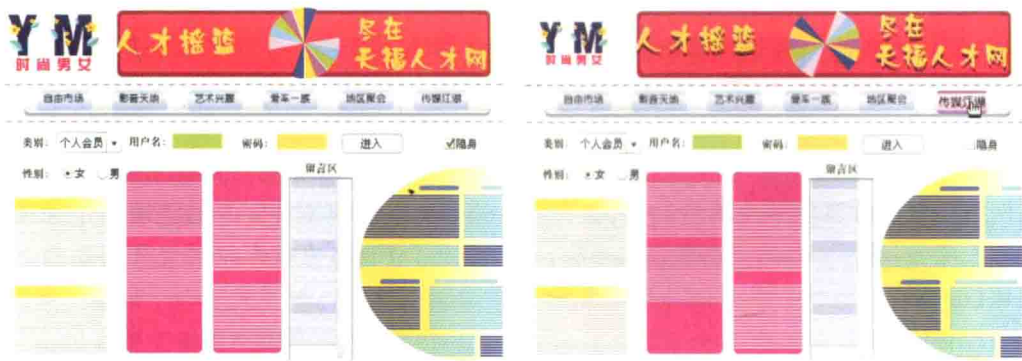 YM
时尚男女
人才摇篮
尽在
天福人才网
自由市场 影音天地 艺术兴趣 爱车一族 地区聚会 传媒江湖
类别： 个人会员 用户名： 密码： 进入 隐身
性别： 女 男
留言区
YM
时尚男女
人才摇篮
尽在
天福人才网
自由市场 影音天地 艺术兴趣 爱车一族 地区聚会 传媒江湖
类别： 个人会员 用户名： 密码： 进入 隐身
性别： 女 男
留言区